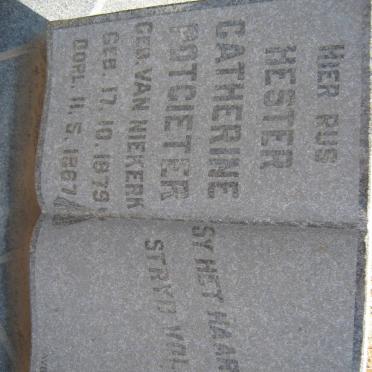 HIER RUS
HESTER
CATHERINE
POTGIETER
GEB. VAN NIEKERK
GEB. 17. 10. 1879
OORL. 11. 5. 1967
SY HET HAAR
STRYD